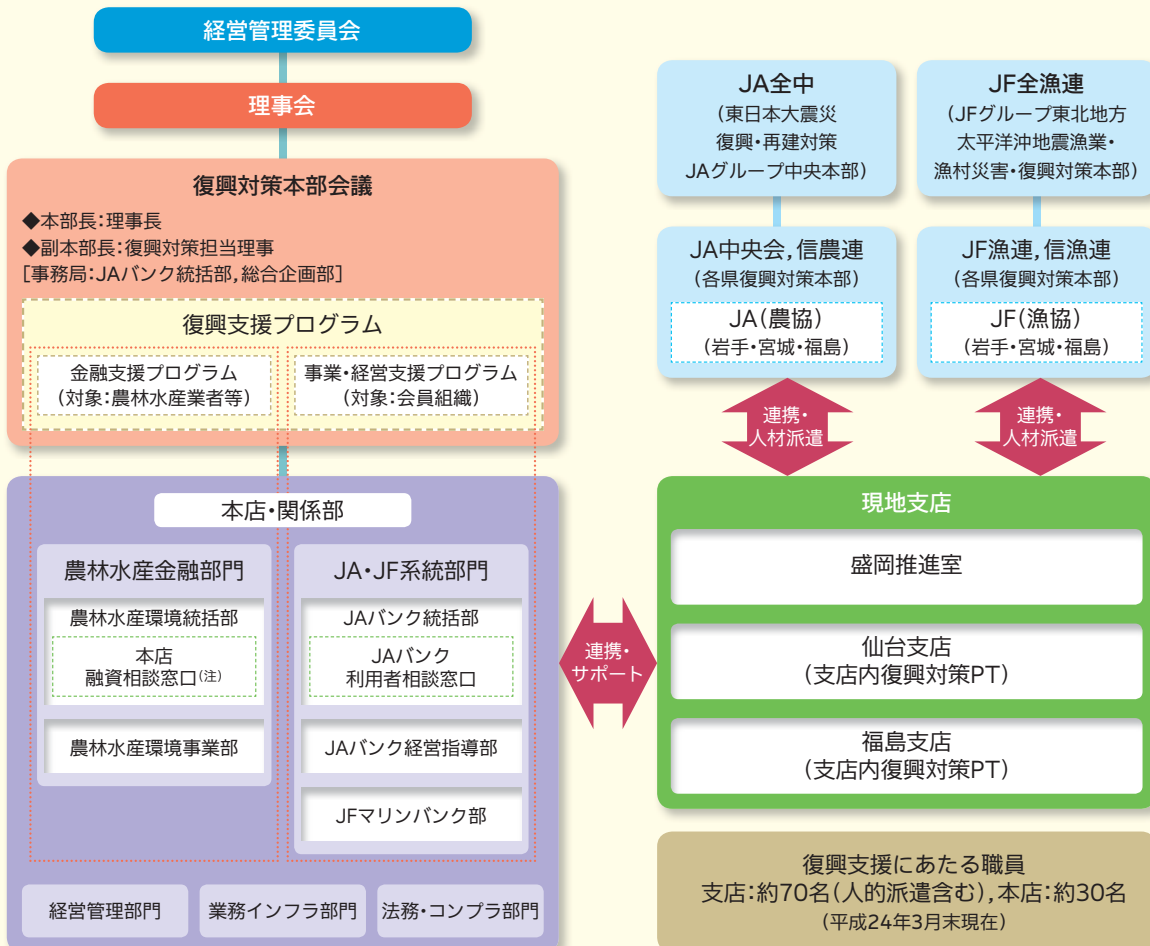 経営管理委員会
理事会
復興対策本部会議
◆本部長:理事長
◆副本部長:復興対策担当理事
[事務局:JAバンク統括部,総合企画部]
復興支援プログラム
金融支援プログラム
(対象:農林水産業者等)
事業・経営支援プログラム
(対象:会員組織)
本店・関係部
農林水産金融部門
農林水産環境統括部
本店
融資相談窓口(注)
農林水産環境事業部
JA・JF系統部門
JAバンク統括部
JAバンク
利用者相談窓口
JAバンク経営指導部
JFマリンバンク部
経営管理部門
業務インフラ部門
法務・コンプラ部門
連携・
サポート
JA全中
(東日本大震災
復興・再建対策
JAグループ中央本部)
JF全漁連
(JFグループ東北地方
太平洋沖地震漁業・
漁村災害・復興対策本部)
JA中央会,信農連
(各県復興対策本部)
JA(農協)
(岩手・宮城・福島)
JF漁連,信漁連
(各県復興対策本部)
JF(漁協)
(岩手・宮城・福島)
連携・
人材派遣
連携・
人材派遣
現地支店
盛岡推進室
仙台支店
(支店内復興対策PT)
福島支店
(支店内復興対策PT)
復興支援にあたる職員
支店:約70名(人的派遣含む),本店:約30名
(平成24年3月末現在)